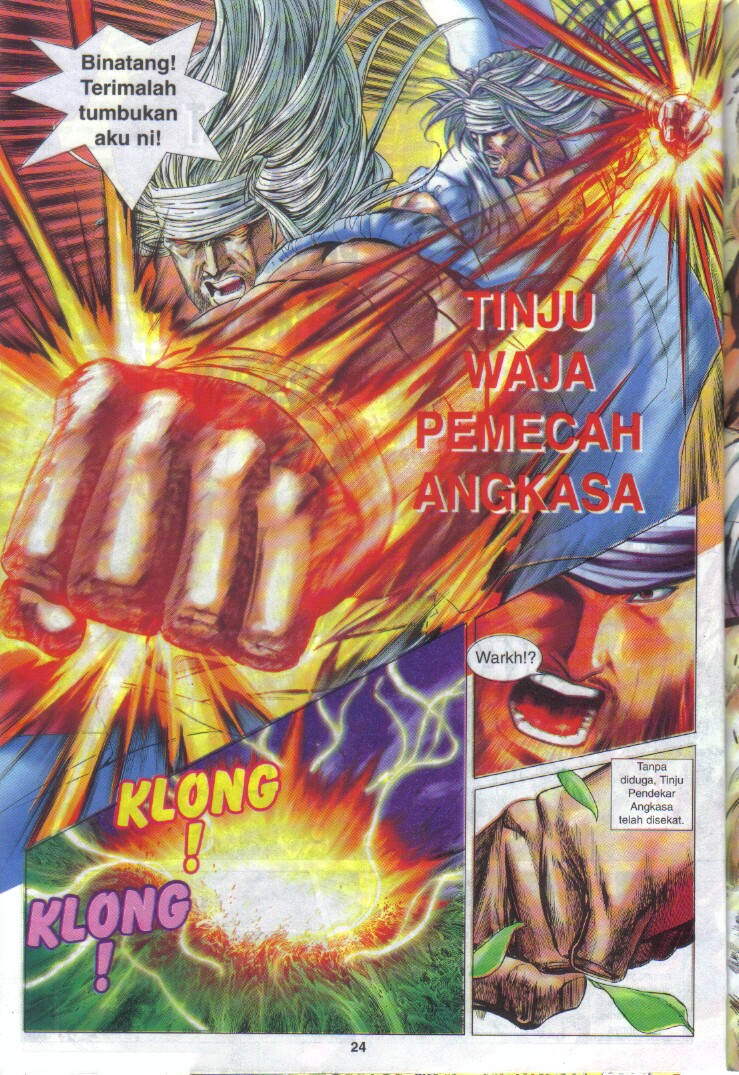 Binatang!
Terimalah
tumbukan
aku ni!
TINJU
WAJA
PEMECAH
ANGKASA
Warkh!?
KLONG
!
KLONG
!
Tanpa
diduga, Tinju
Pendekar
Angkasa
telah disekat.
24